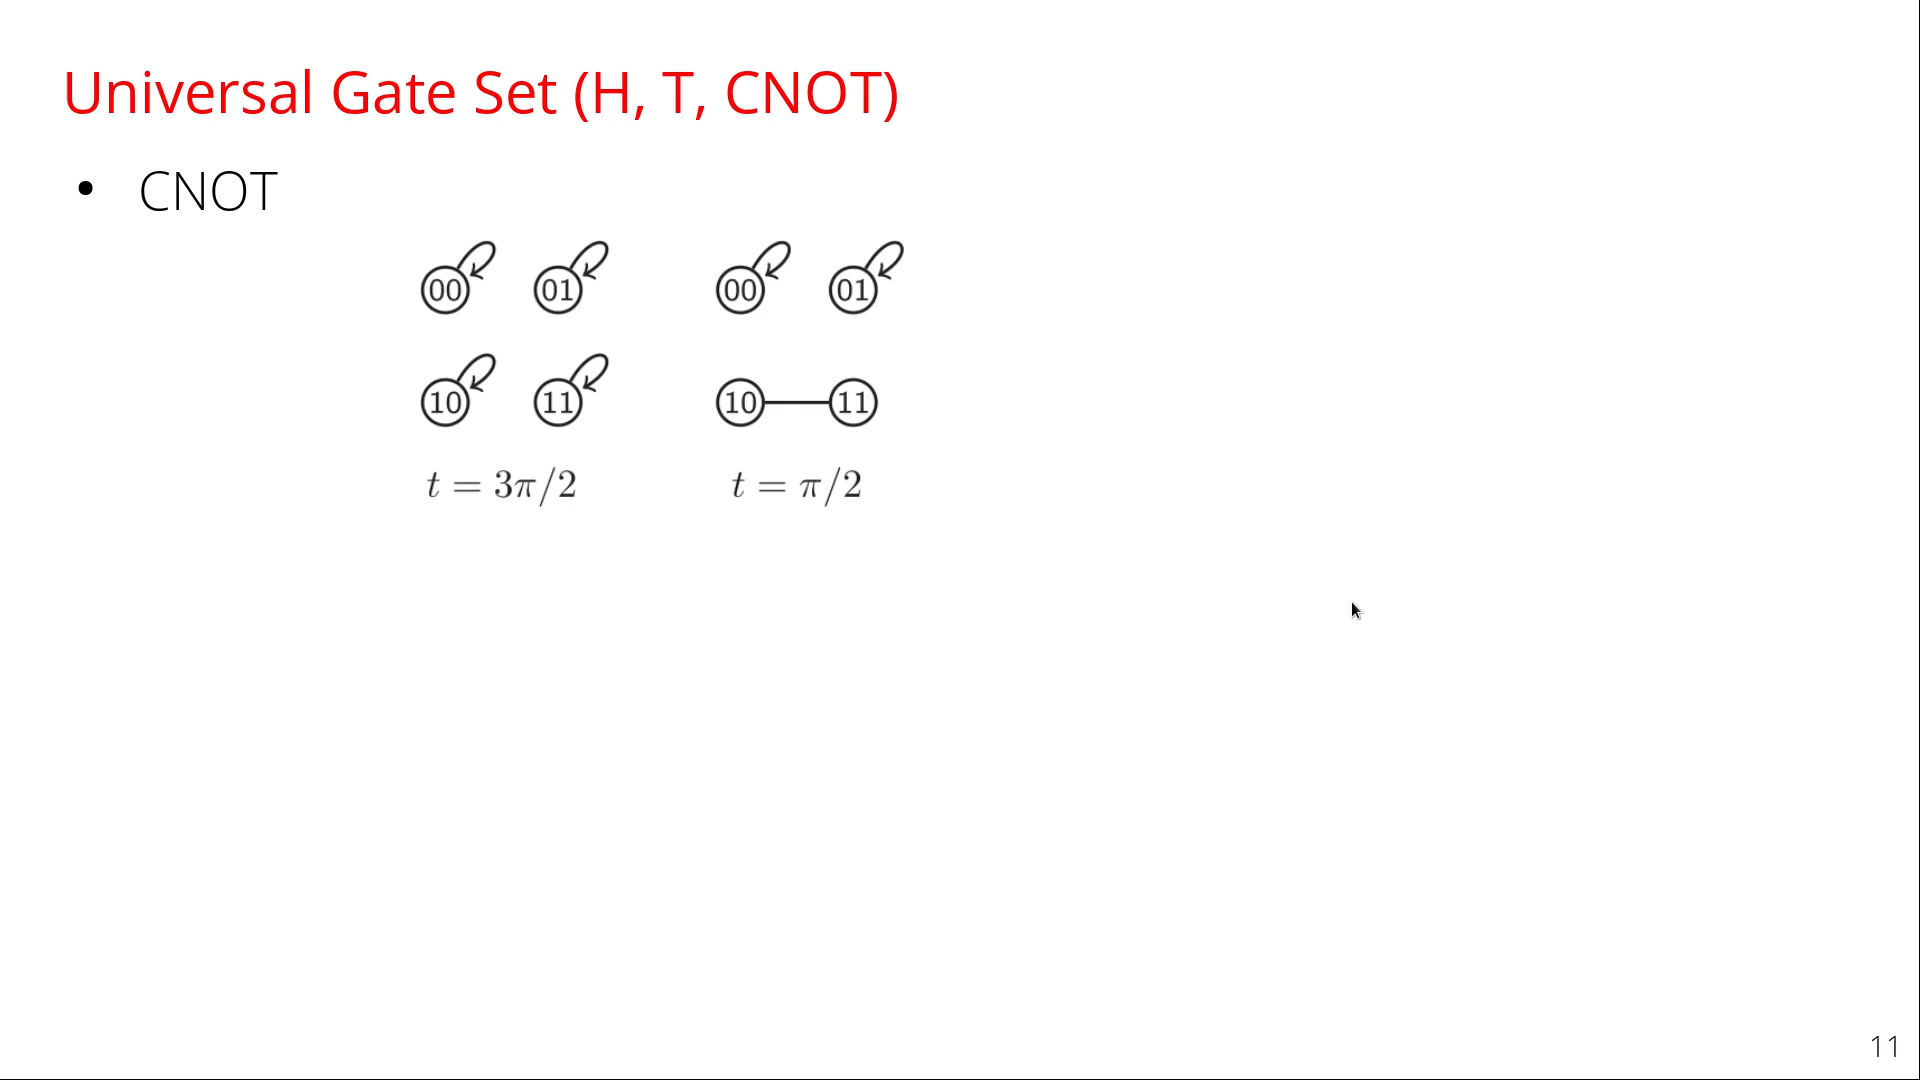 Universal Gate Set (H, T, CNOT)
• CNOT
00 01 00 01
10 11 10 11
t = 3π/2 t = π/2
11